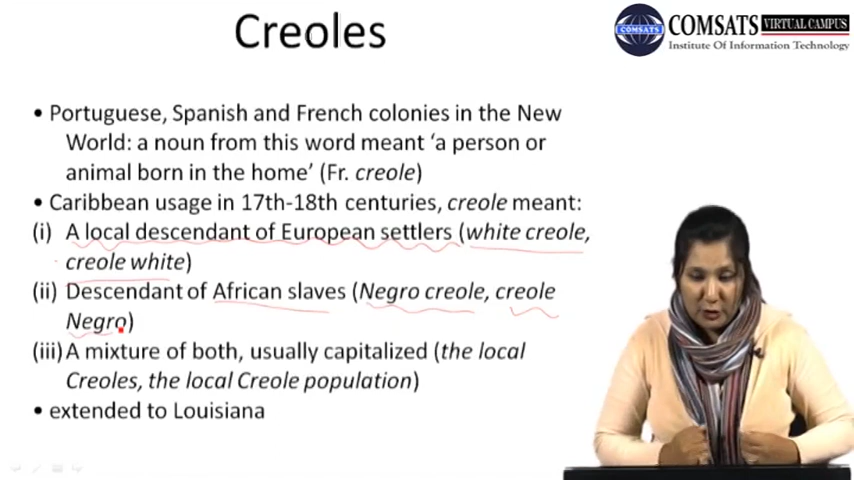 Creoles
COMSATS
COMSATS VIRTUAL CAMPUS
Institute Of Information Technology
• Portuguese, Spanish and French colonies in the New
World: a noun from this word meant ‘a person or
animal born in the home’ (Fr. creole)
• Caribbean usage in 17th-18th centuries, creole meant:
(i) A local descendant of European settlers (white creole,
creole white)
(ii) Descendant of African slaves (Negro creole, creole
Negro)
(iii) A mixture of both, usually capitalized (the local
Creoles, the local Creole population)
• extended to Louisiana